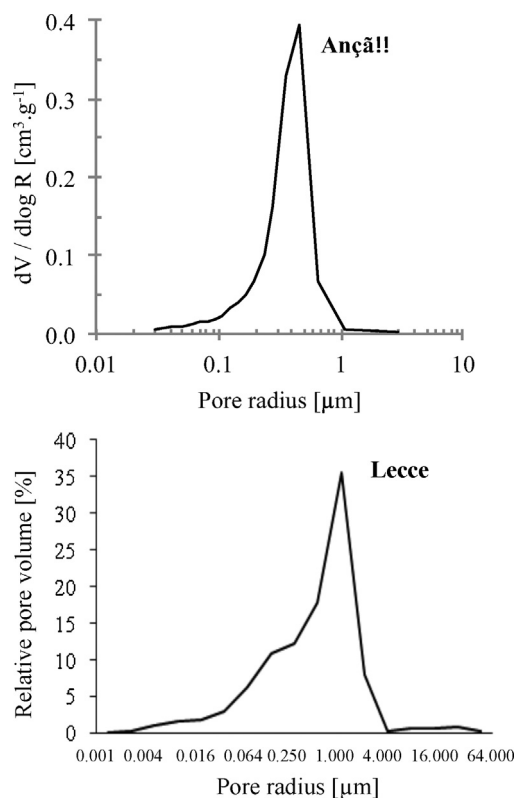 0.4
Ançã!!
0.3
0.2
0.1
0.0
dV / dlog R [cm³.g⁻¹]
0.01 0.1 1 10
Pore radius [µm]
40
Lecce
35
30
25
20
15
10
5
0
Relative pore volume [%]
0.001 0.004 0.016 0.064 0.250 1.000 4.000 16.000 64.000
Pore radius [µm]